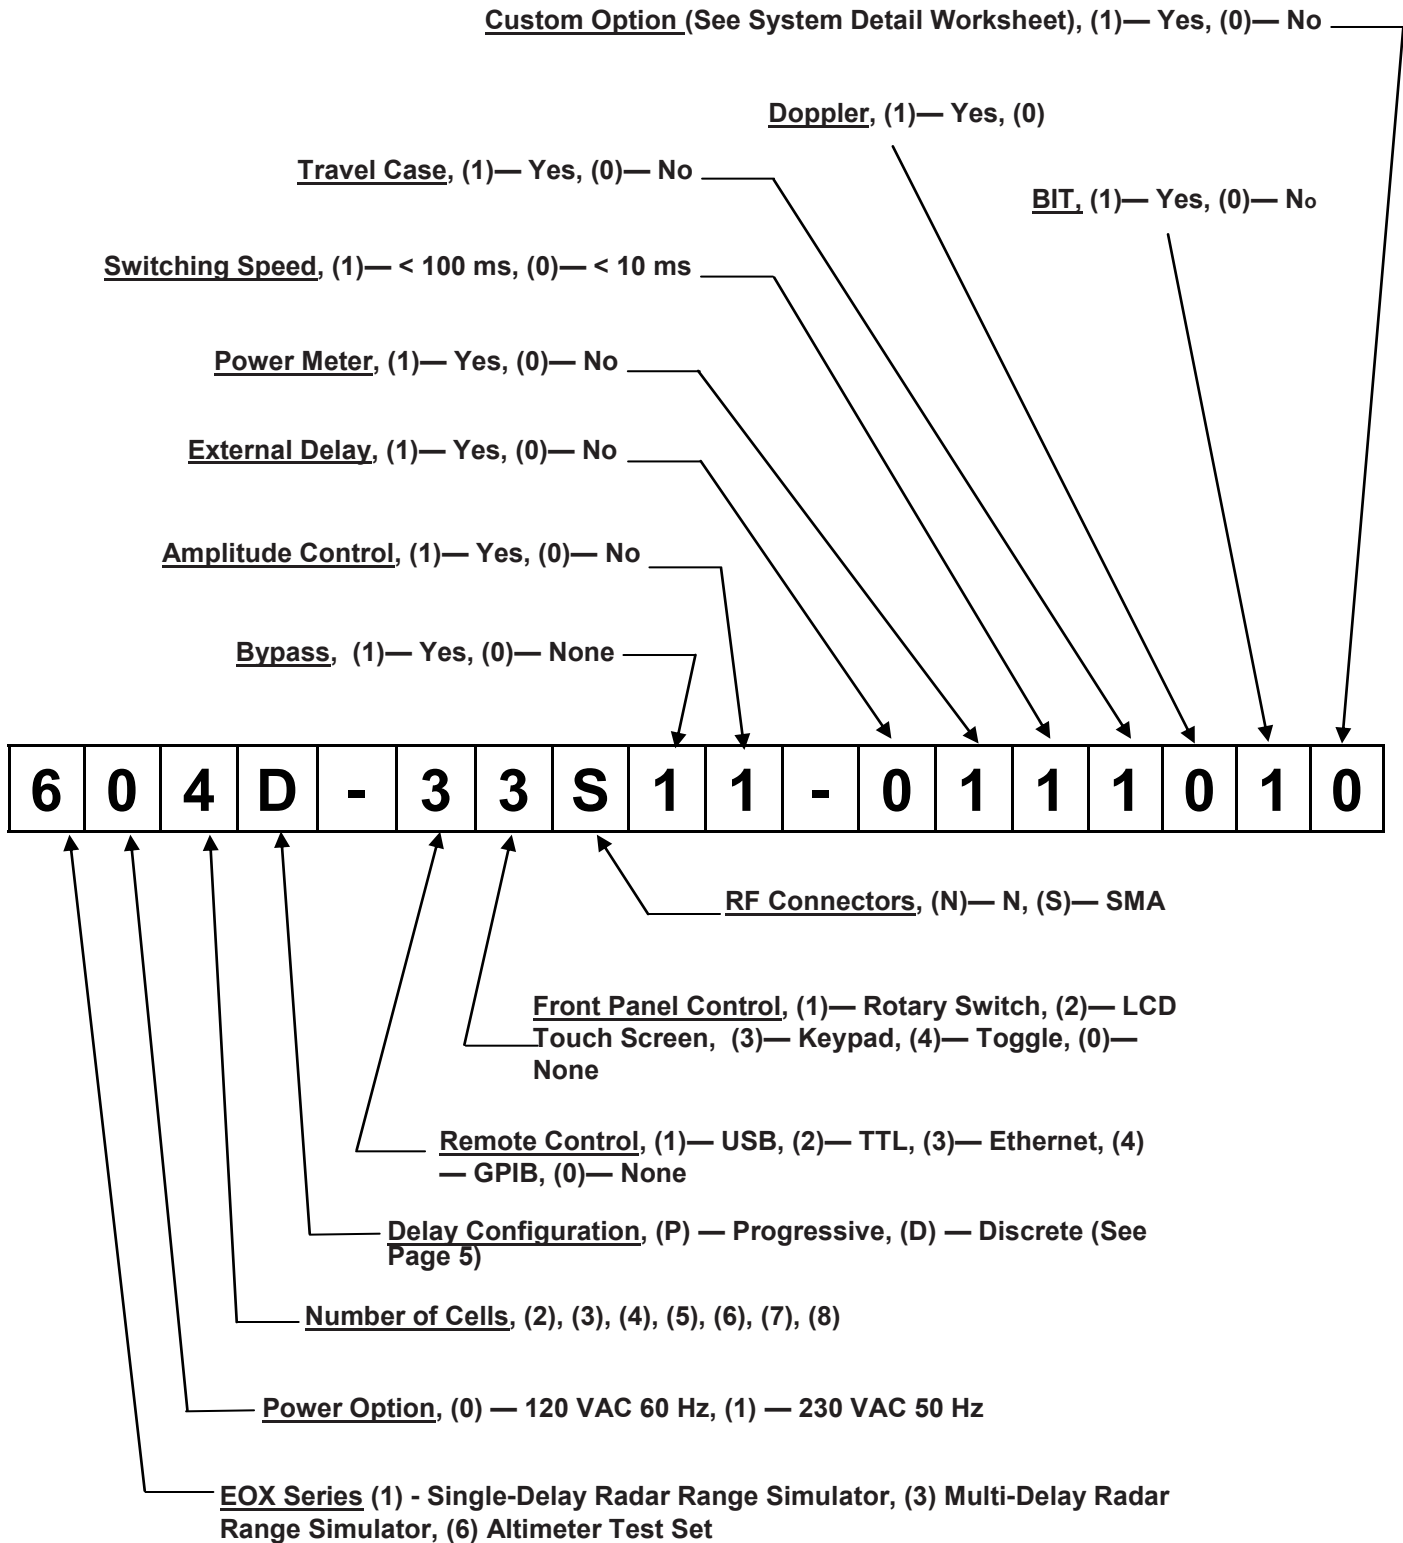 Custom Option (See System Detail Worksheet), (1)— Yes, (0)— No
Doppler, (1)— Yes, (0)
Travel Case, (1)— Yes, (0)— No
BIT, (1)— Yes, (0)— No
Switching Speed, (1)— < 100 ms, (0)— < 10 ms
Power Meter, (1)— Yes, (0)— No
External Delay, (1)— Yes, (0)— No
Amplitude Control, (1)— Yes, (0)— No
Bypass, (1)— Yes, (0)— None
6 0 4 D - 3 3 S 1 1 - 0 1 1 1 0 1 0
RF Connectors, (N)— N, (S)— SMA
Front Panel Control, (1)— Rotary Switch, (2)— LCD
Touch Screen, (3)— Keypad, (4)— Toggle, (0)—
None
Remote Control, (1)— USB, (2)— TTL, (3)— Ethernet, (4)
— GPIB, (0)— None
Delay Configuration, (P) — Progressive, (D) — Discrete (See
Page 5)
Number of Cells, (2), (3), (4), (5), (6), (7), (8)
Power Option, (0) — 120 VAC 60 Hz, (1) — 230 VAC 50 Hz
EOX Series (1) - Single-Delay Radar Range Simulator, (3) Multi-Delay Radar
Range Simulator, (6) Altimeter Test Set